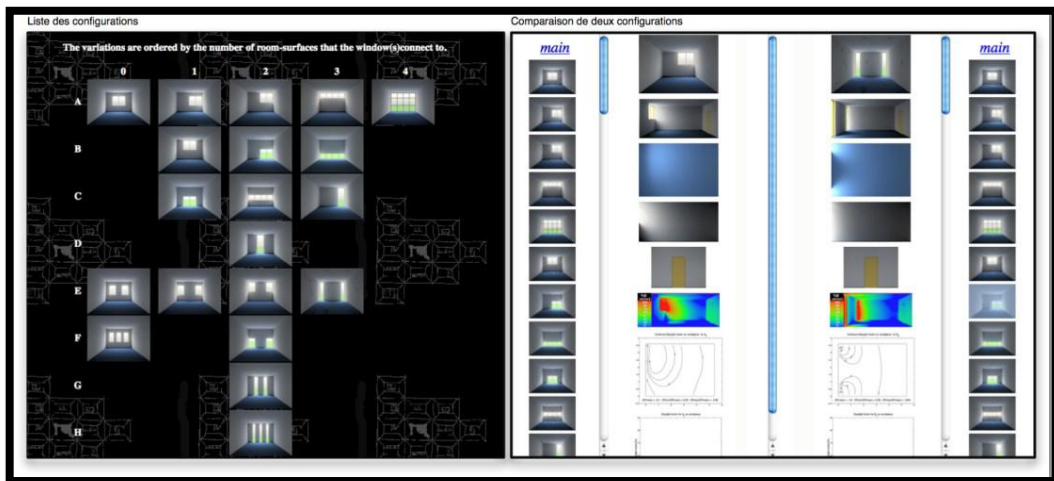 Liste des configurations
Comparaison de deux configurations
The variations are ordered by the number of room-surfaces that the window(s)connect to.
0 1 2 3 4
A
B
C
D
E
F
G
H
main
main